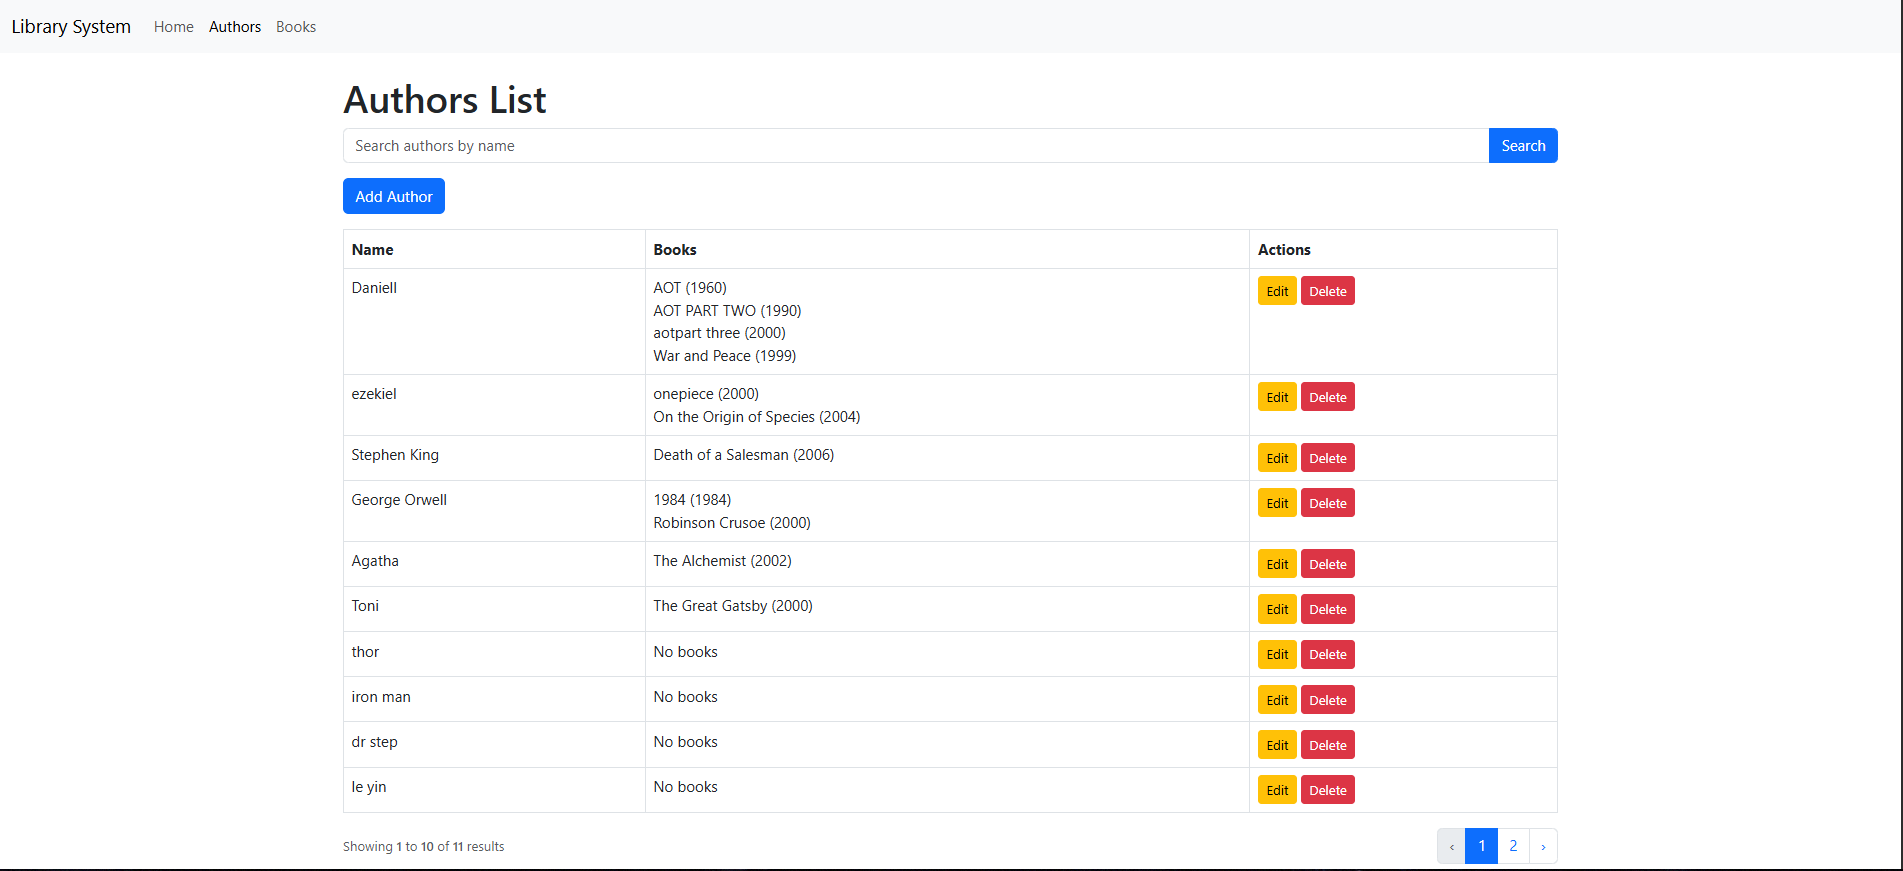 Library System Home Authors Books
Authors List
Search authors by name Search
Add Author
Name Books Actions
Daniell AOT (1960) Edit Delete
AOT PART TWO (1990)
aotpart three (2000)
War and Peace (1999)
ezekiel onepiece (2000) Edit Delete
On the Origin of Species (2004)
Stephen King Death of a Salesman (2006) Edit Delete
George Orwell 1984 (1984) Edit Delete
Robinson Crusoe (2000)
Agatha The Alchemist (2002) Edit Delete
Toni The Great Gatsby (2000) Edit Delete
thor No books Edit Delete
iron man No books Edit Delete
dr step No books Edit Delete
le yin No books Edit Delete
Showing 1 to 10 of 11 results ‹ 1 2 ›